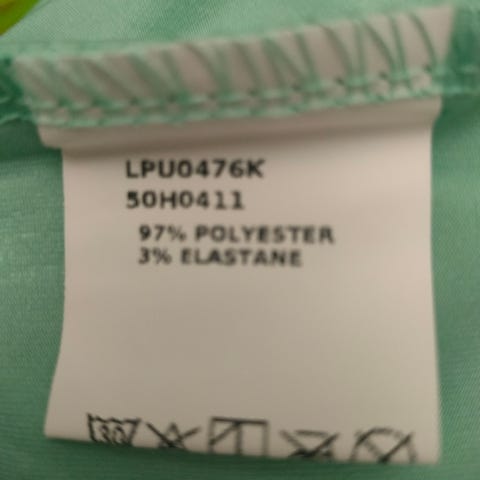 LPU0476K
50H0411
97% POLYESTER
3% ELASTANE
30